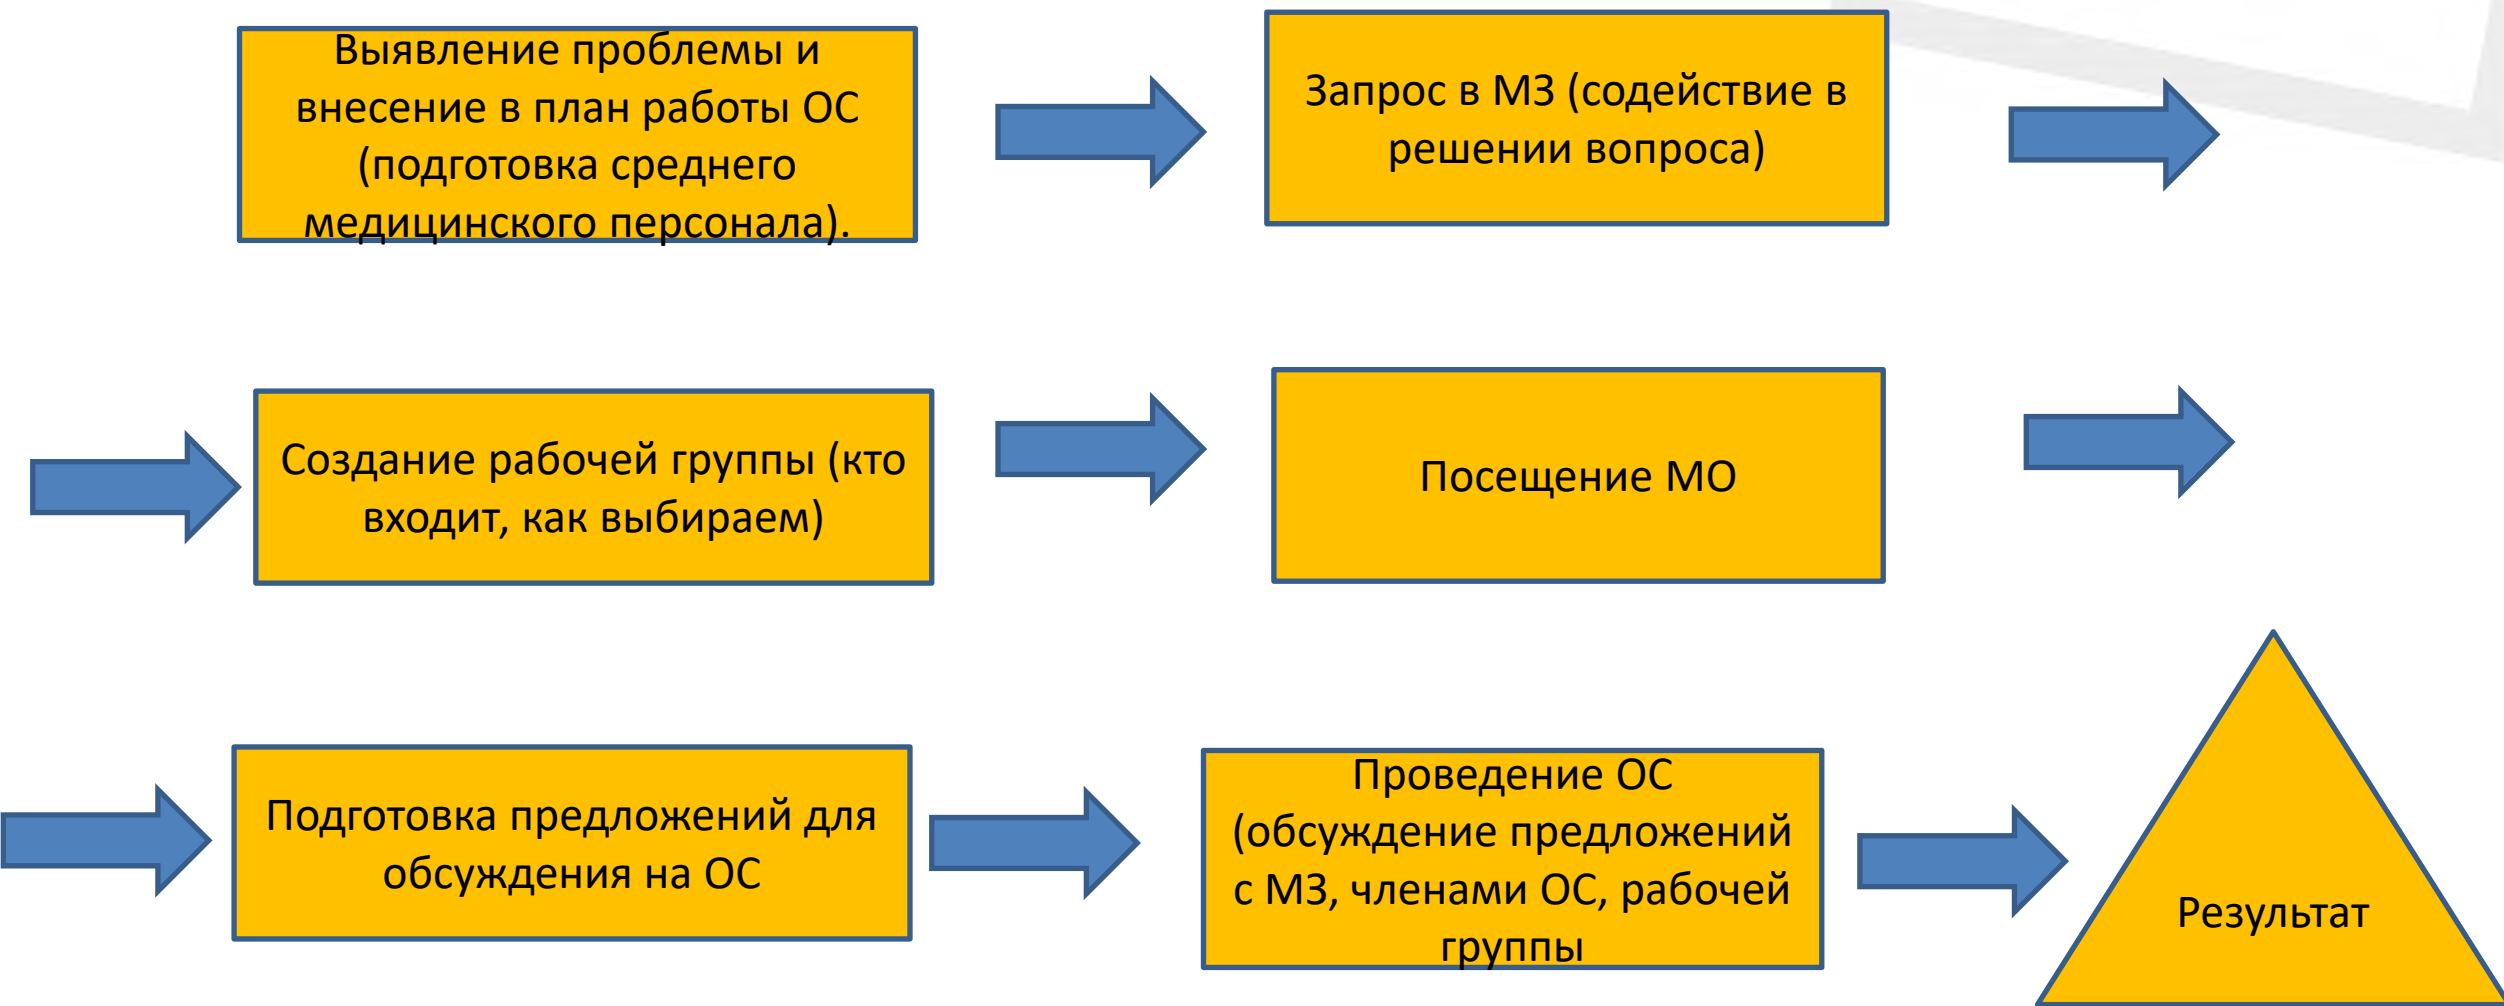 Выявление проблемы и
внесение в план работы ОС
(подготовка среднего
медицинского персонала).
Запрос в МЗ (содействие в
решении вопроса)
Создание рабочей группы (кто
входит, как выбираем)
Посещение МО
Подготовка предложений для
обсуждения на ОС
Проведение ОС
(обсуждение предложений
с МЗ, членами ОС, рабочей
группы
Результат